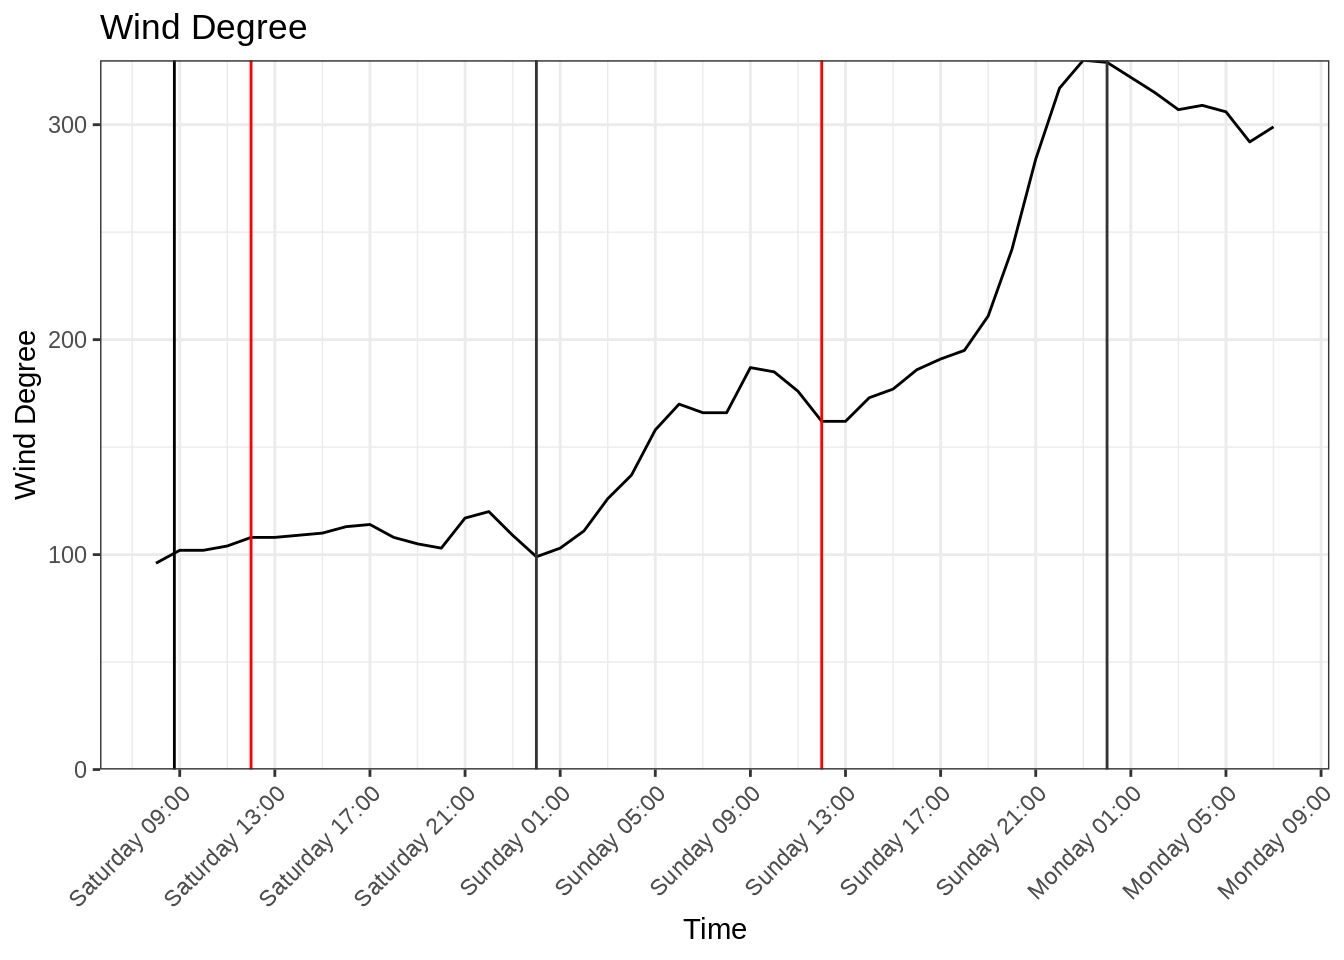 Wind Degree
Wind Degree
300
200
100
0
Saturday 09:00
Saturday 13:00
Saturday 17:00
Saturday 21:00
Sunday 01:00
Sunday 05:00
Sunday 09:00
Sunday 13:00
Sunday 17:00
Sunday 21:00
Monday 01:00
Monday 05:00
Monday 09:00
Time